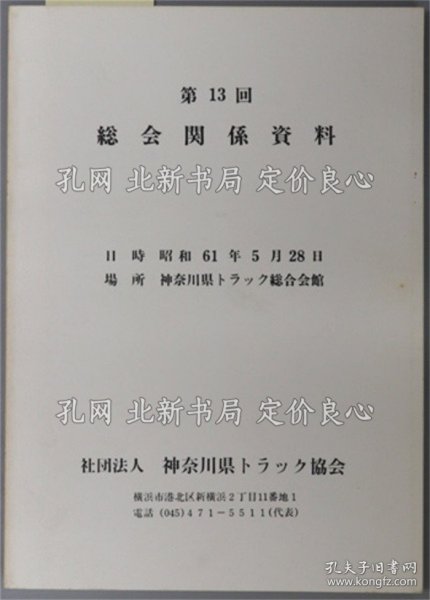 第 13 回
総会関係資料
孔网 北新书局 定价良心
日 時 昭和 61 年 5 月 28 日
場 所 神奈川県トラック総合会館
孔网 北新书局 定价良心
社団法人 神奈川県トラック協会
横浜市港北区新横浜2丁目11番地1
電話 (045) 471-5511(代表)
孔夫子旧书网
www.kongfz.com